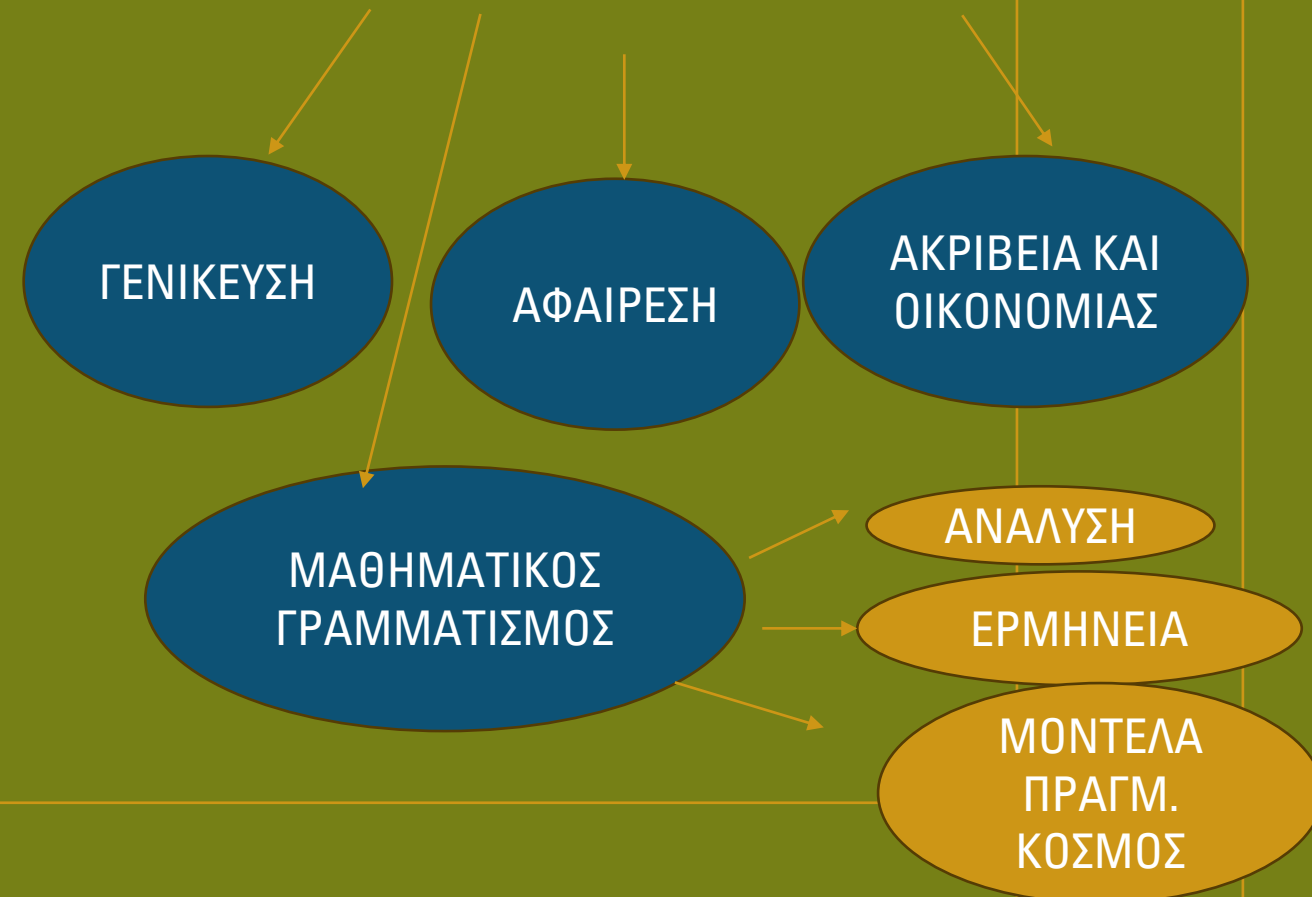 ΓΕΝΙΚΕΥΣΗ
ΑΦΑΙΡΕΣΗ
ΑΚΡΙΒΕΙΑ ΚΑΙ
ΟΙΚΟΝΟΜΙΑΣ
ΜΑΘΗΜΑΤΙΚΟΣ
ΓΡΑΜΜΑΤΙΣΜΟΣ
ΑΝΑΛΥΣΗ
ΕΡΜΗΝΕΙΑ
ΜΟΝΤΕΛΑ
ΠΡΑΓΜ.
ΚΟΣΜΟΣ